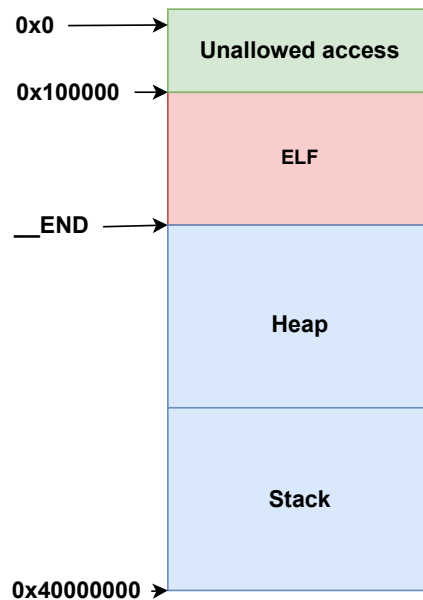 0x0
Unallowed access
0x100000
ELF
__END
Heap
Stack
0x40000000